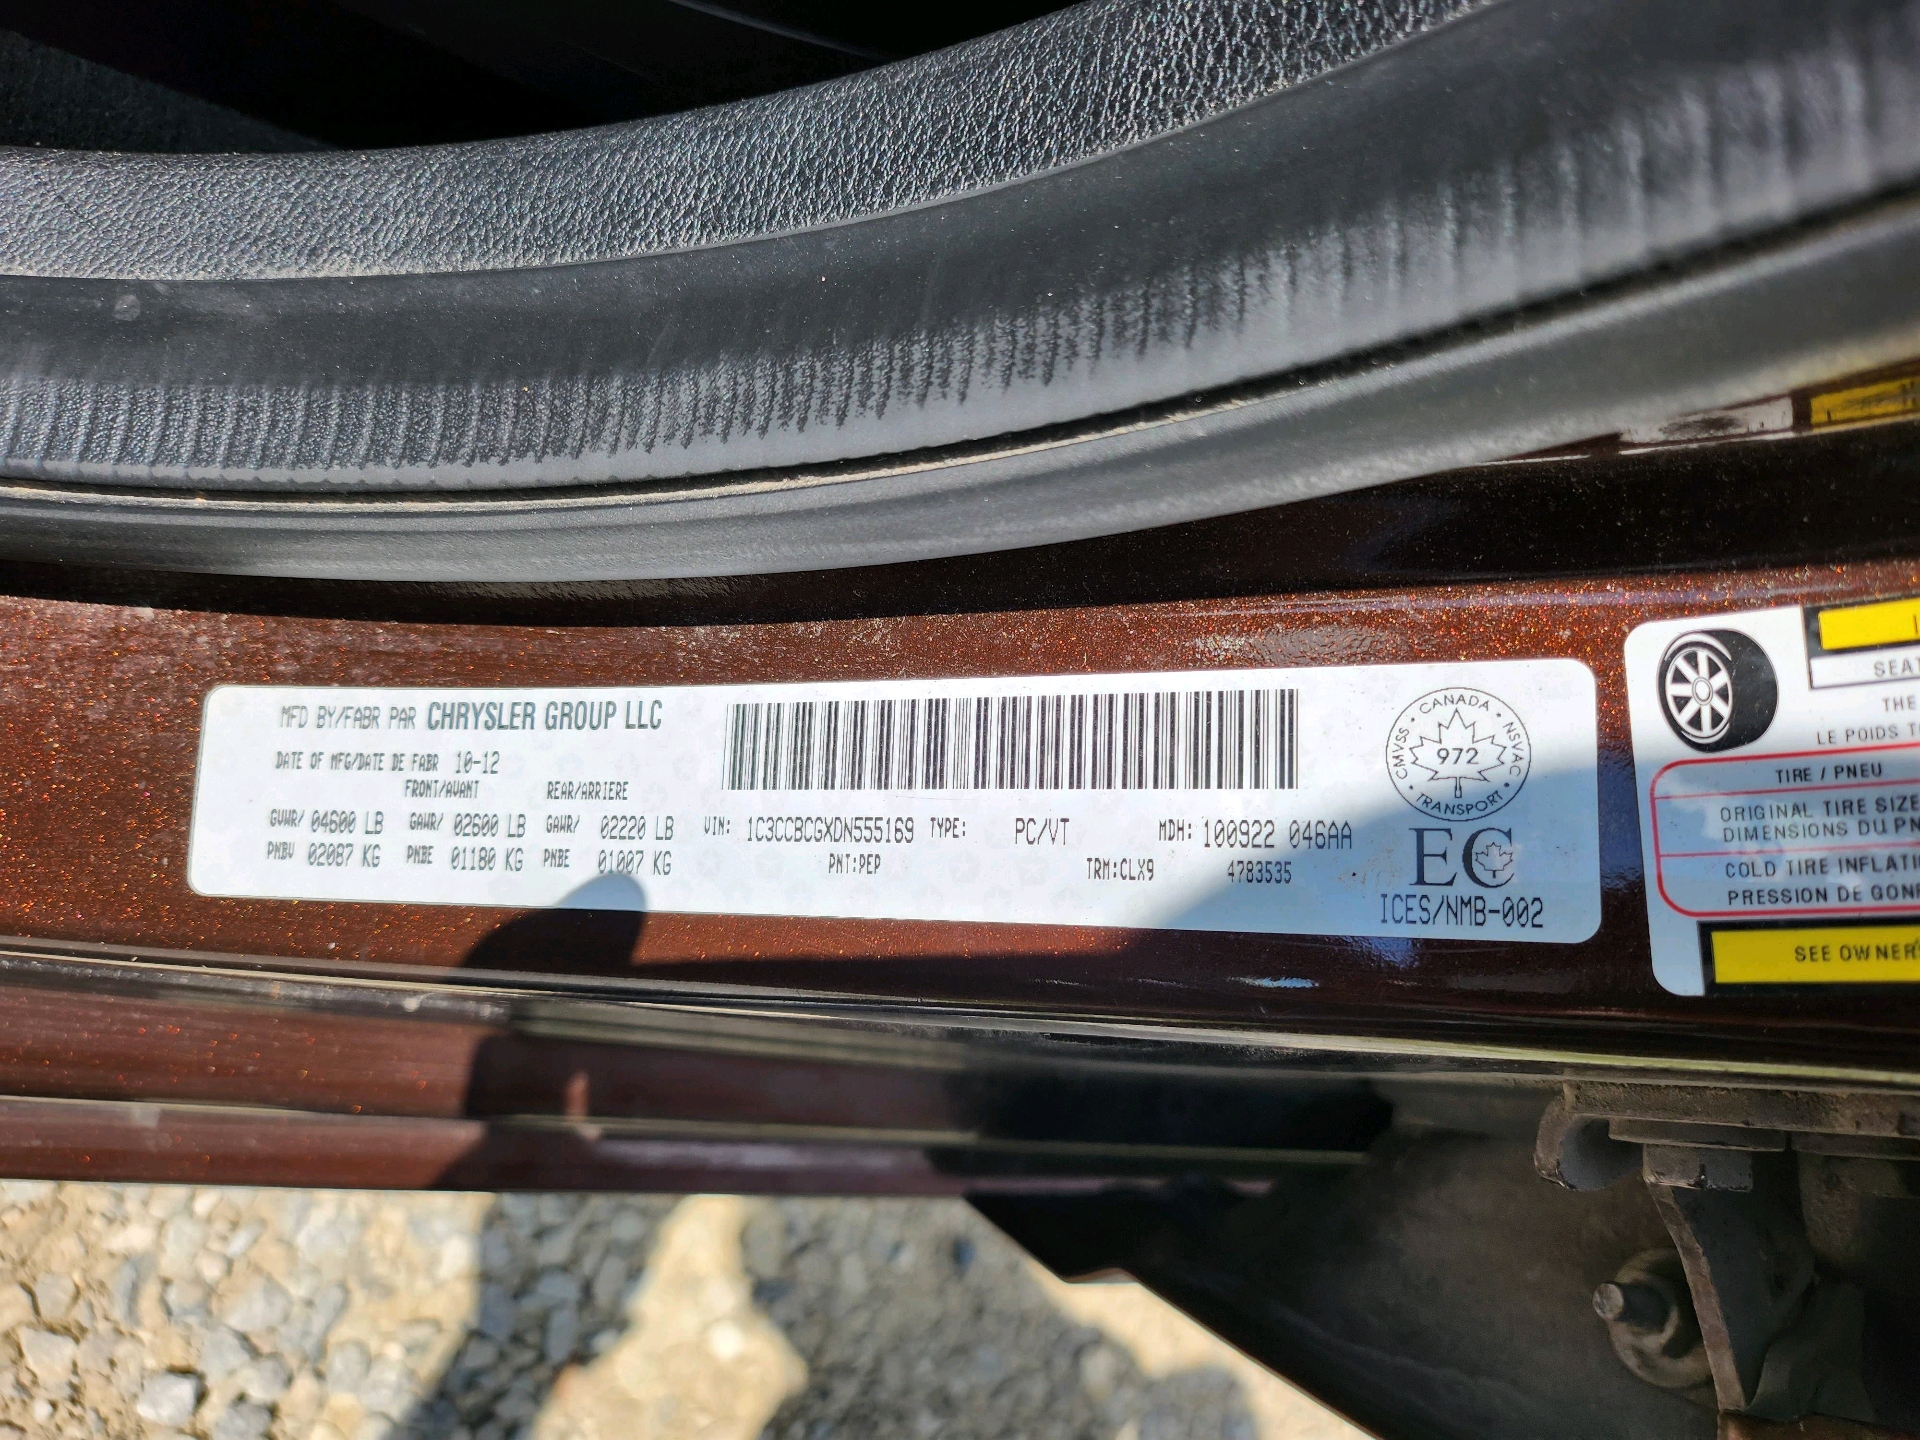 MFD BY/FABR PAR CHRYSLER GROUP LLC
DATE OF MFG/DATE DE FABR 10-12
FRONT/AVANT REAR/ARRIERE
GVWR/ 04600 LB GAWR/ 02600 LB GAWR/ 02220 LB
PNBV 02087 KG PNBE 01180 KG PNBE 01007 KG
VIN: 1C3CCBCGXDN555169 TYPE: PC/VT MDH: 100922 046AA
PNT:PEP TRM:CLX9 4783535
CANADA · NSVAC · TRANSPORT · CMVSS ·
972
EC
ICES/NMB-002
SEAT
THE
LE POIDS
TIRE / PNEU
ORIGINAL TIRE SIZE
DIMENSIONS DU
COLD TIRE
PRESSION DE
SEE OWNER'S